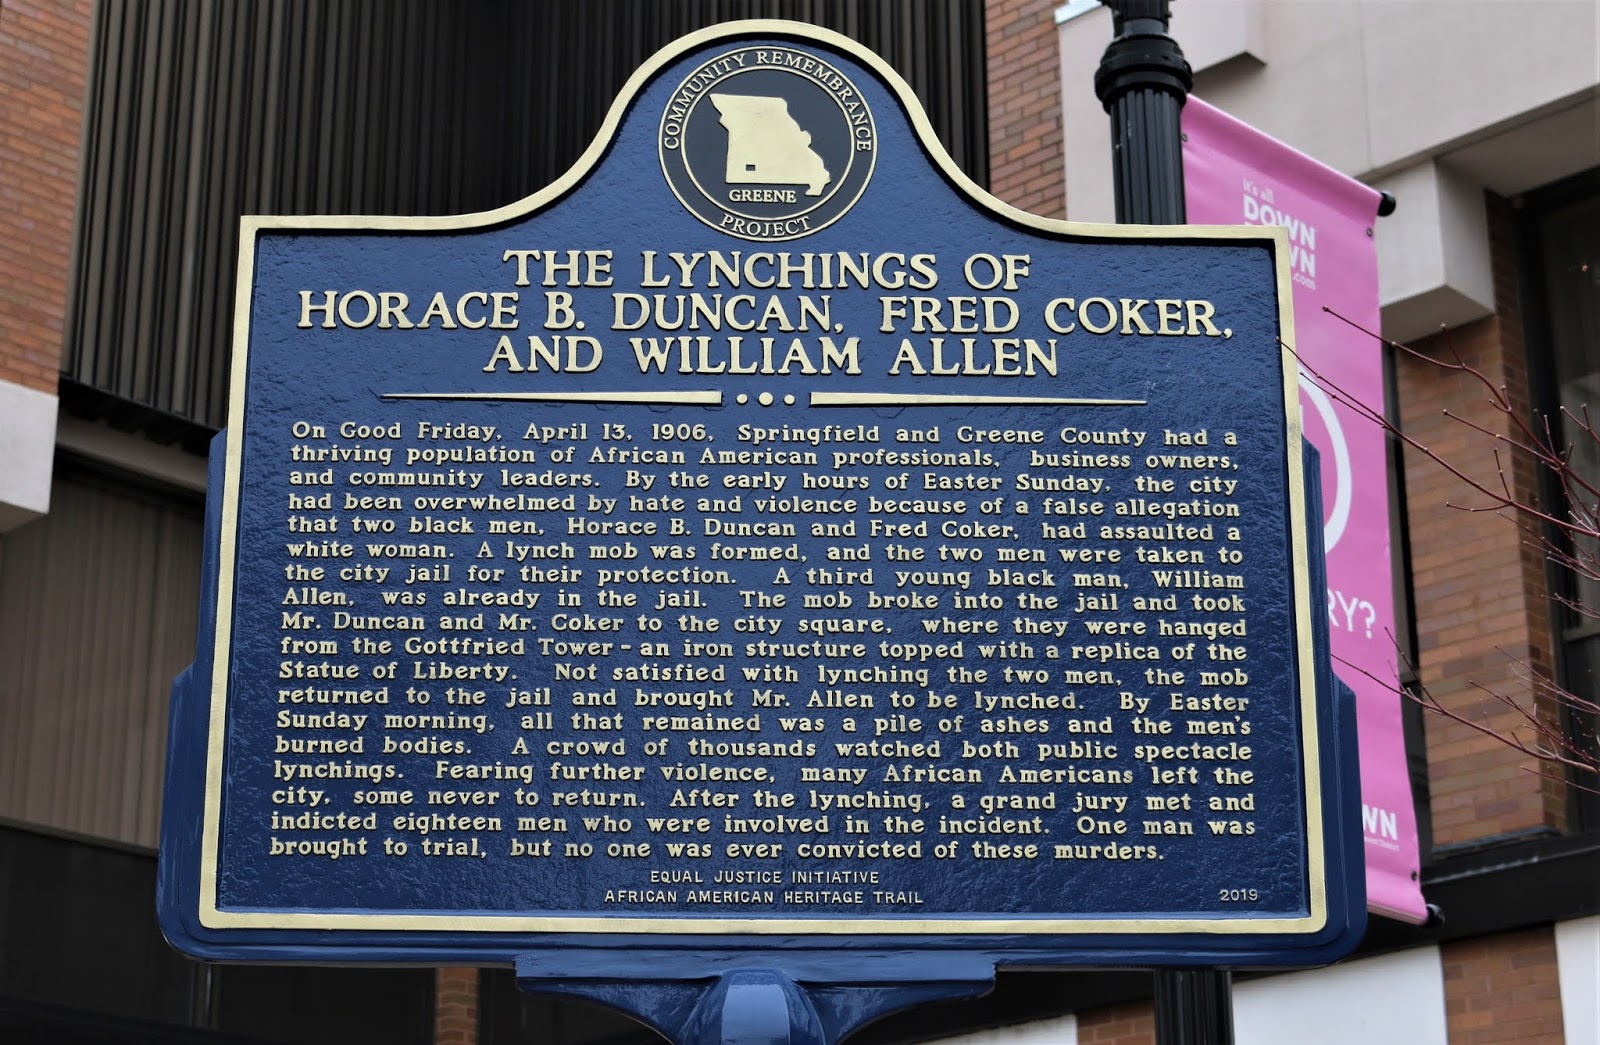 COMMUNITY REMEMBRANCE
GREENE
PROJECT
THE LYNCHINGS OF
HORACE B. DUNCAN, FRED COKER,
AND WILLIAM ALLEN
On Good Friday, April 13, 1906, Springfield and Greene County had a
thriving population of African American professionals, business owners,
and community leaders. By the early hours of Easter Sunday, the city
had been overwhelmed by hate and violence because of a false allegation
that two black men, Horace B. Duncan and Fred Coker, had assaulted a
white woman. A lynch mob was formed, and the two men were taken to
the city jail for their protection. A third young black man, William
Allen, was already in the jail. The mob broke into the jail and took
Mr. Duncan and Mr. Coker to the city square, where they were hanged
from the Gottfried Tower - an iron structure topped with a replica of the
Statue of Liberty. Not satisfied with lynching the two men, the mob
returned to the jail and brought Mr. Allen to be lynched. By Easter
Sunday morning, all that remained was a pile of ashes and the men's
burned bodies. A crowd of thousands watched both public spectacle
lynchings. Fearing further violence, many African Americans left the
city, some never to return. After the lynching, a grand jury met and
indicted eighteen men who were involved in the incident. One man was
brought to trial, but no one was ever convicted of these murders.
EQUAL JUSTICE INITIATIVE
AFRICAN AMERICAN HERITAGE TRAIL
2019
it's all
DOWN
WN
.com
RY?
WN